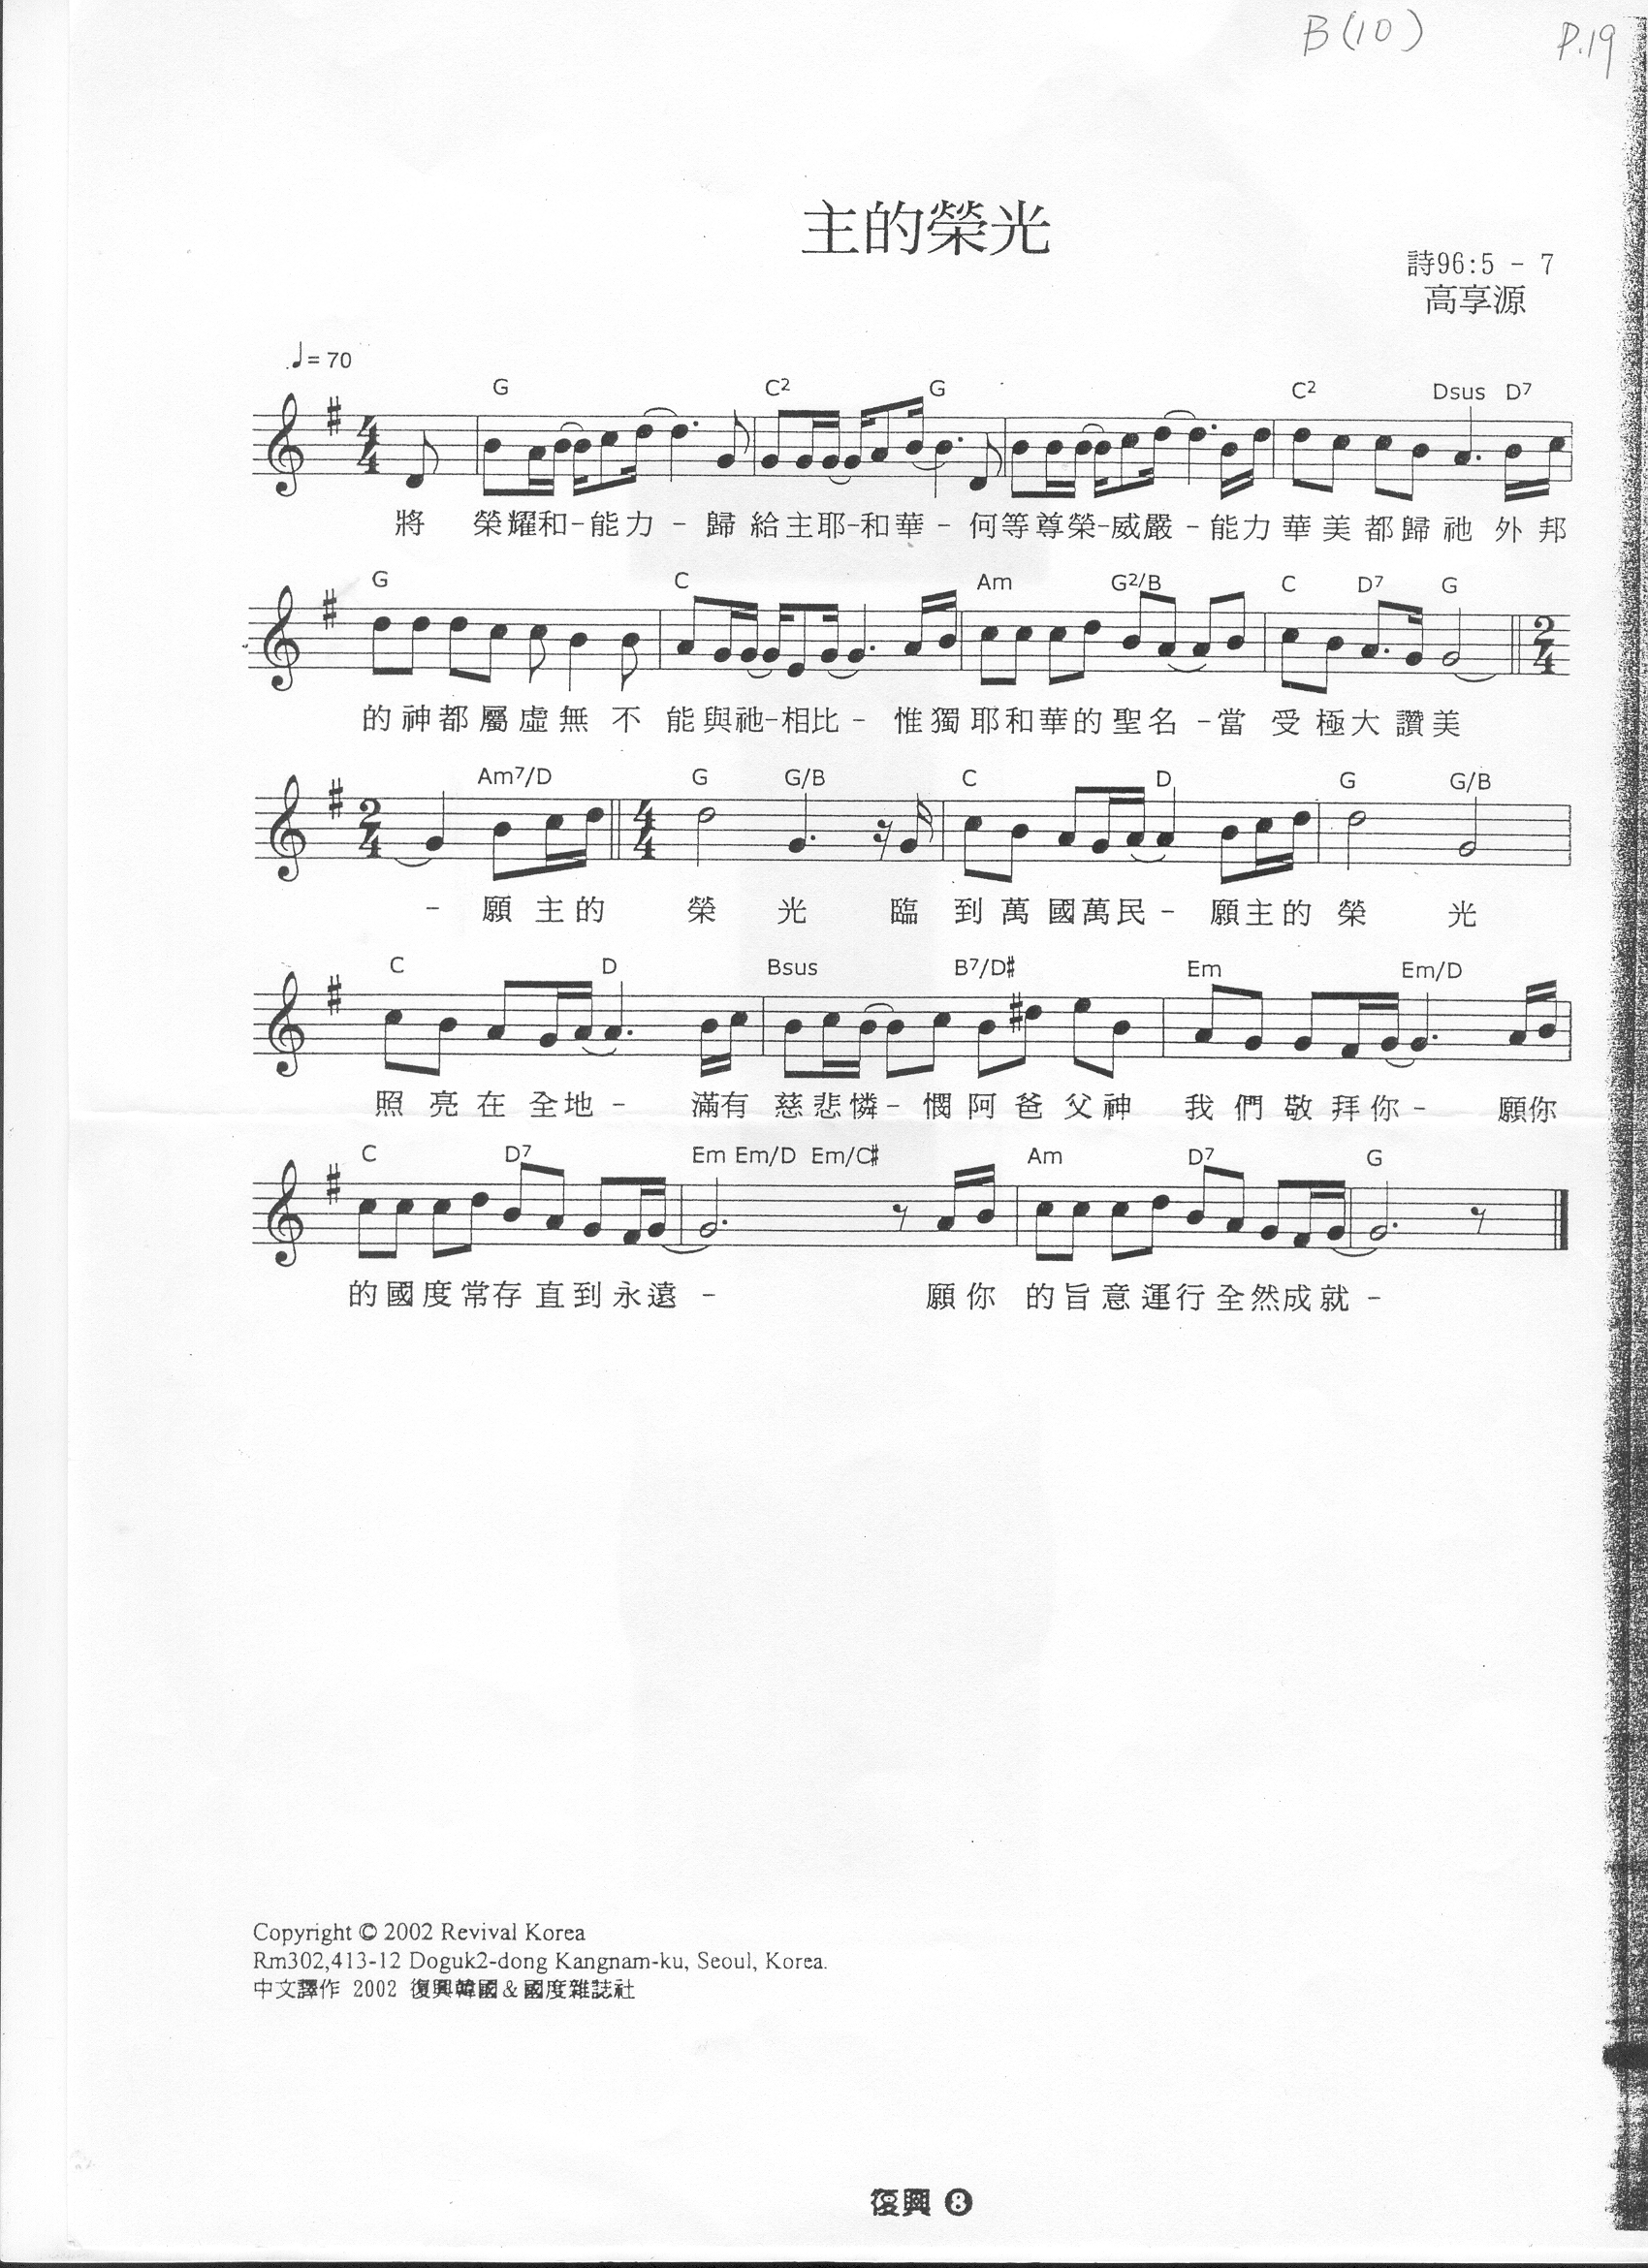 B(10) P.19
主的榮光
詩96:5 - 7
高享源
♩= 70
G C2 G C2 Dsus D7
4/4
將 榮耀和-能力 - 歸 給主耶-和華 - 何等尊榮-威嚴 - 能力 華美都歸祂 外邦
G C Am G2/B C D7 G
2/4
的神都屬虛無 不 能與祂-相比 - 惟獨耶和華的聖名 -當 受極大讚美
Am7/D G G/B C D G G/B
2/4 4/4
- 願主的 榮 光 臨 到萬國萬民 - 願主的 榮 光
C D Bsus B7/D# Em Em/D
照亮在全地 - 滿有 慈悲憐- 憫阿爸父神 我們敬拜你 - 願你
C D7 Em Em/D Em/C# Am D7 G
的國度常存直到永遠 - 願你 的旨意運行全然成就 -
Copyright © 2002 Revival Korea
Rm302,413-12 Doguk2-dong Kangnam-ku, Seoul, Korea.
中文譯作 2002 復興韓國&國度雜誌社
復興 8